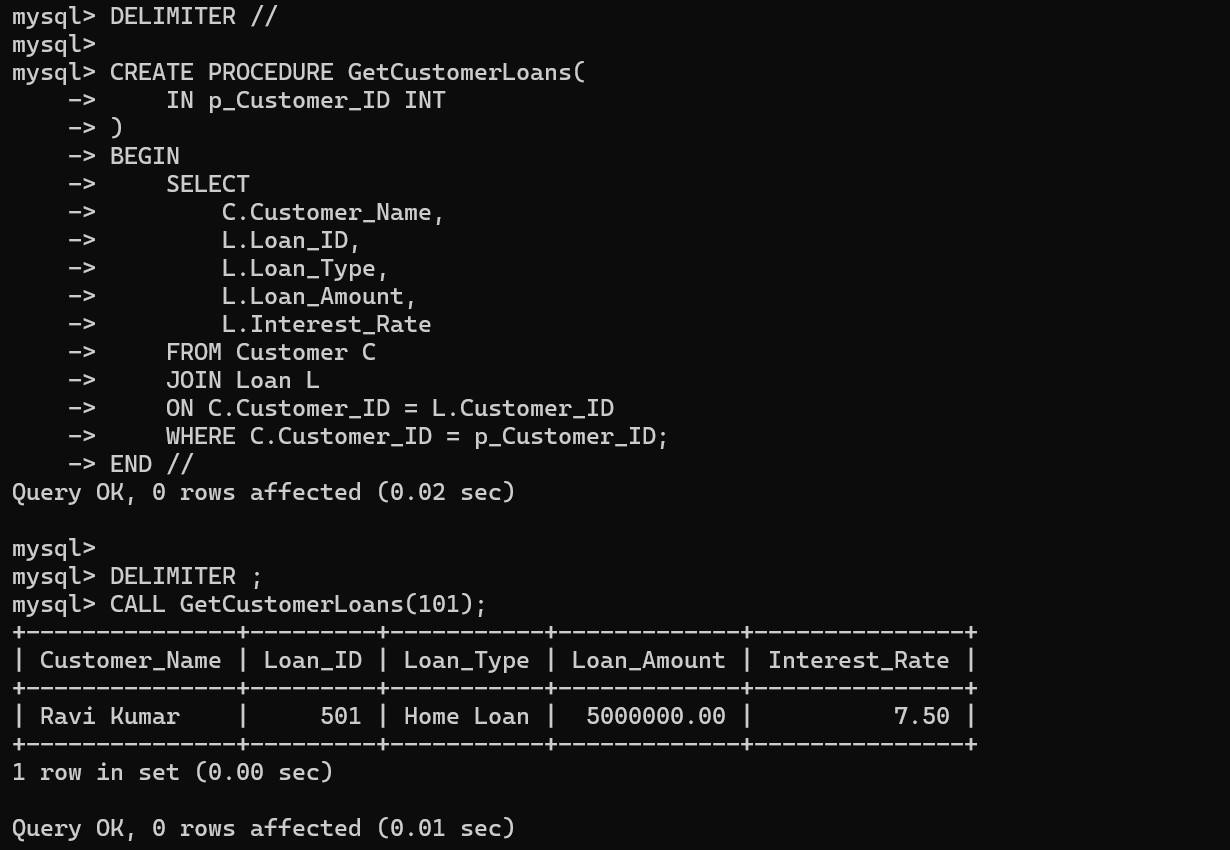 mysql> DELIMITER //
mysql>
mysql> CREATE PROCEDURE GetCustomerLoans(
    ->     IN p_Customer_ID INT
    -> )
    -> BEGIN
    ->     SELECT
    ->         C.Customer_Name,
    ->         L.Loan_ID,
    ->         L.Loan_Type,
    ->         L.Loan_Amount,
    ->         L.Interest_Rate
    ->     FROM Customer C
    ->     JOIN Loan L
    ->     ON C.Customer_ID = L.Customer_ID
    ->     WHERE C.Customer_ID = p_Customer_ID;
    -> END //
Query OK, 0 rows affected (0.02 sec)

mysql>
mysql> DELIMITER ;
mysql> CALL GetCustomerLoans(101);
+---------------+---------+-----------+-------------+---------------+
| Customer_Name | Loan_ID | Loan_Type | Loan_Amount | Interest_Rate |
+---------------+---------+-----------+-------------+---------------+
| Ravi Kumar    |     501 | Home Loan |  5000000.00 |          7.50 |
+---------------+---------+-----------+-------------+---------------+
1 row in set (0.00 sec)

Query OK, 0 rows affected (0.01 sec)